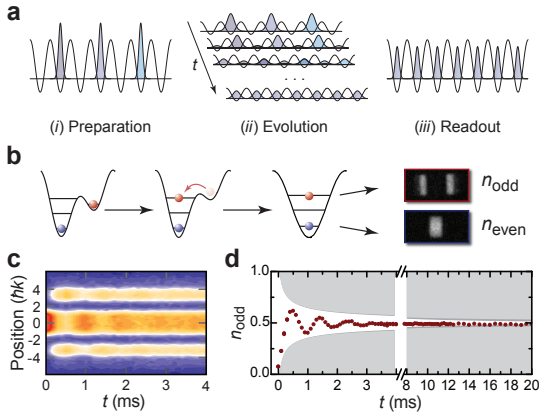 a
t
. . .
(i) Preparation
(ii) Evolution
(iii) Readout
b
n_odd
n_even
c
d
Position (ħk)
4
2
0
-2
-4
0
1
2
3
4
t (ms)
n_odd
1.0
0.5
0.0
0
1
2
3
8
10
12
14
16
18
20
t (ms)